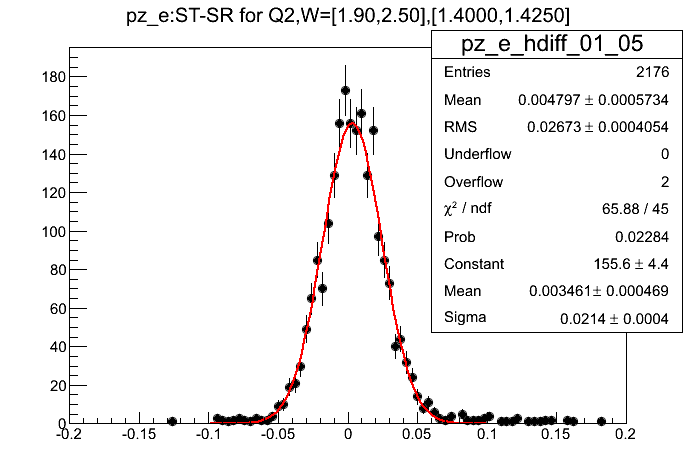 pz_e:ST-SR for Q2,W=[1.90,2.50],[1.4000,1.4250]
pz_e_hdiff_01_05
Entries 2176
Mean 0.004797 ± 0.0005734
RMS 0.02673 ± 0.0004054
Underflow 0
Overflow 2
χ² / ndf 65.88 / 45
Prob 0.02284
Constant 155.6 ± 4.4
Mean 0.003461± 0.000469
Sigma 0.0214 ± 0.0004
180
160
140
120
100
80
60
40
20
0
-0.2 -0.15 -0.1 -0.05 0 0.05 0.1 0.15 0.2